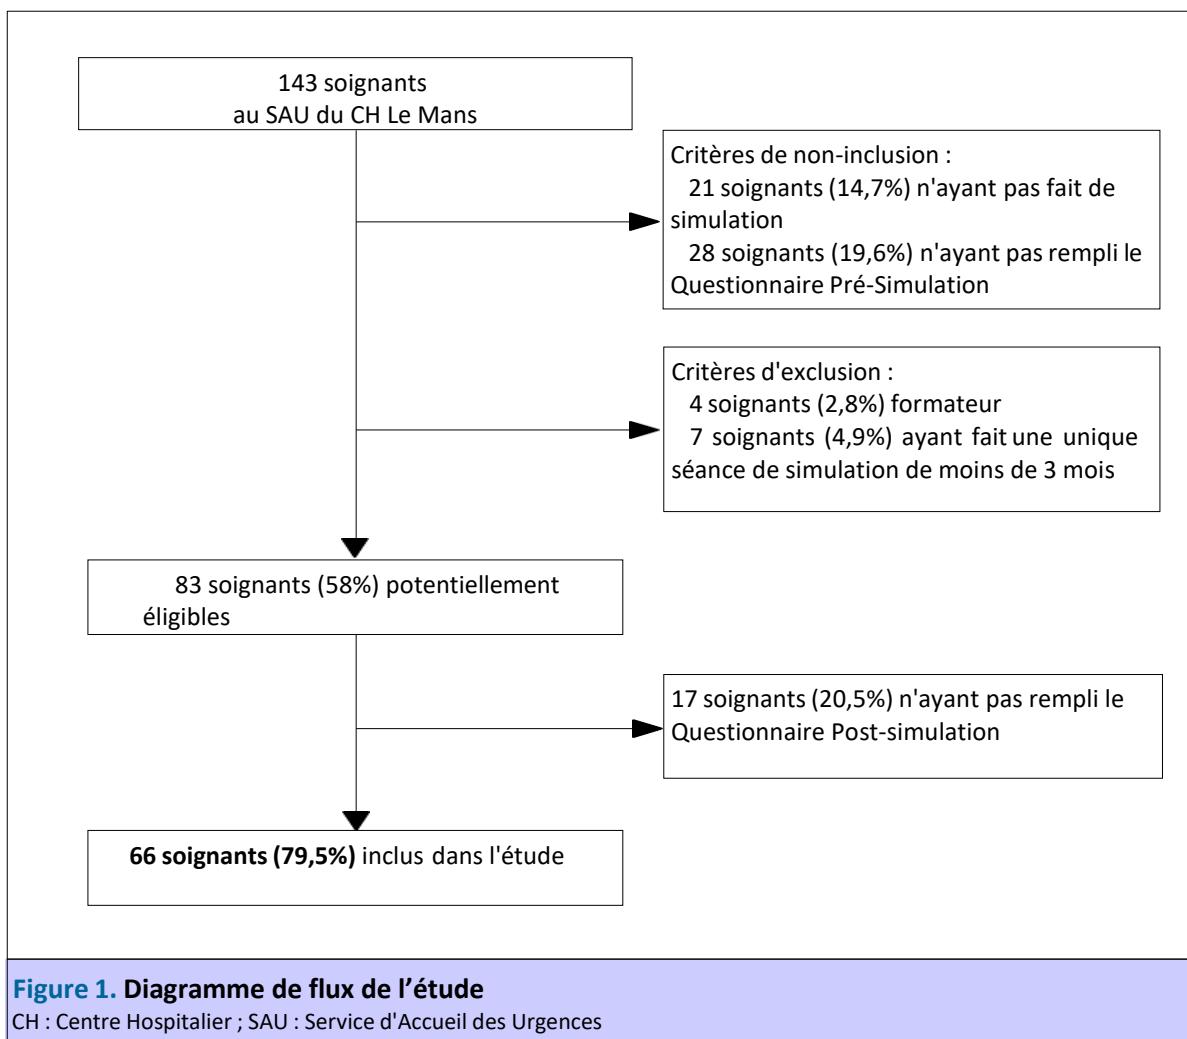 143 soignants
au SAU du CH Le Mans
Critères de non-inclusion :
21 soignants (14,7%) n'ayant pas fait de
simulation
28 soignants (19,6%) n'ayant pas rempli le
Questionnaire Pré-Simulation
Critères d'exclusion :
4 soignants (2,8%) formateur
7 soignants (4,9%) ayant fait une unique
séance de simulation de moins de 3 mois
83 soignants (58%) potentiellement
éligibles
17 soignants (20,5%) n'ayant pas rempli le
Questionnaire Post-simulation
66 soignants (79,5%) inclus dans l'étude
Figure 1. Diagramme de flux de l’étude
CH : Centre Hospitalier ; SAU : Service d'Accueil des Urgences